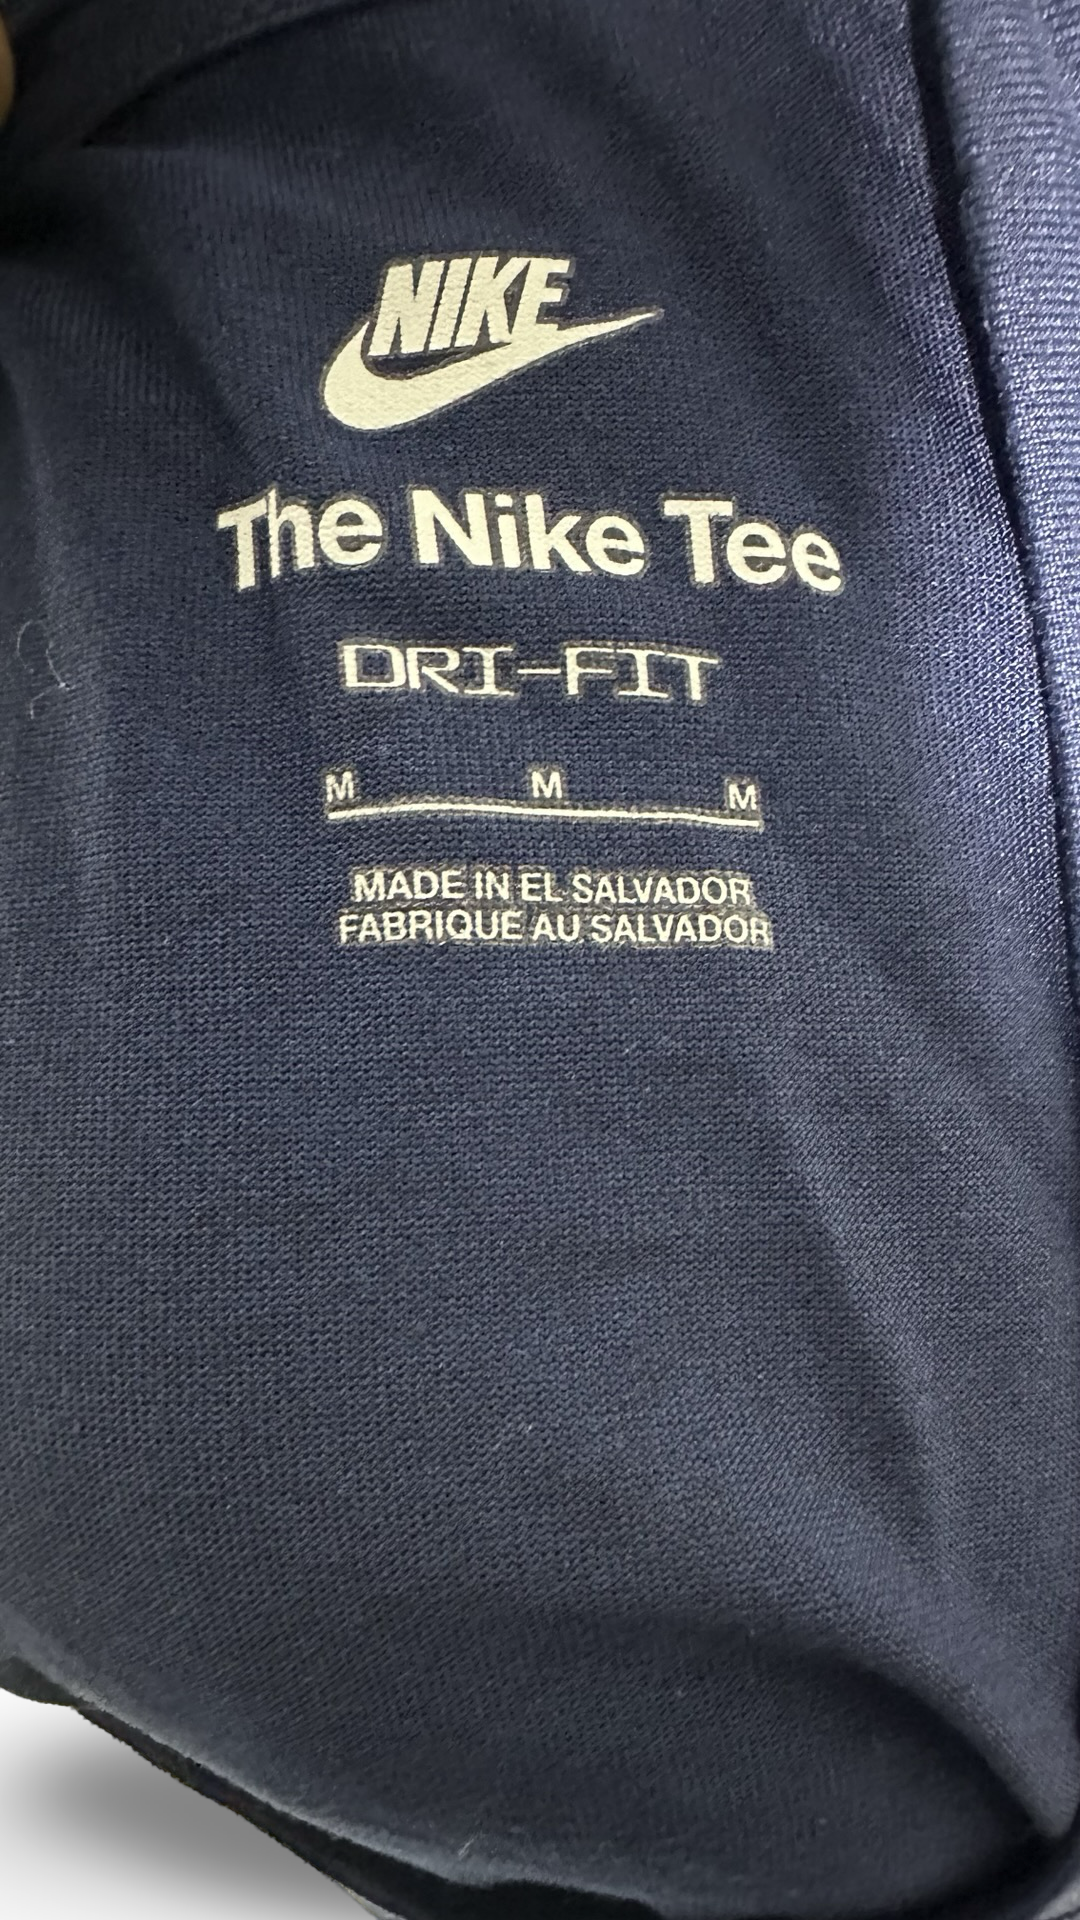 NIKE
The Nike Tee
DRI-FIT
M M M
MADE IN EL SALVADOR
FABRIQUE AU SALVADOR